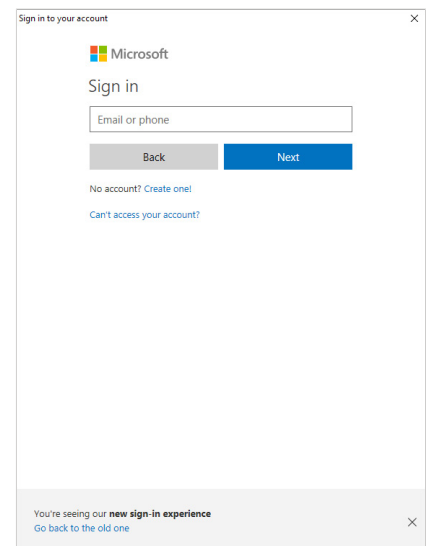 Sign in to your account
Microsoft
Sign in
Email or phone
Back Next
No account? Create one!
Can't access your account?
You're seeing our new sign-in experience
Go back to the old one